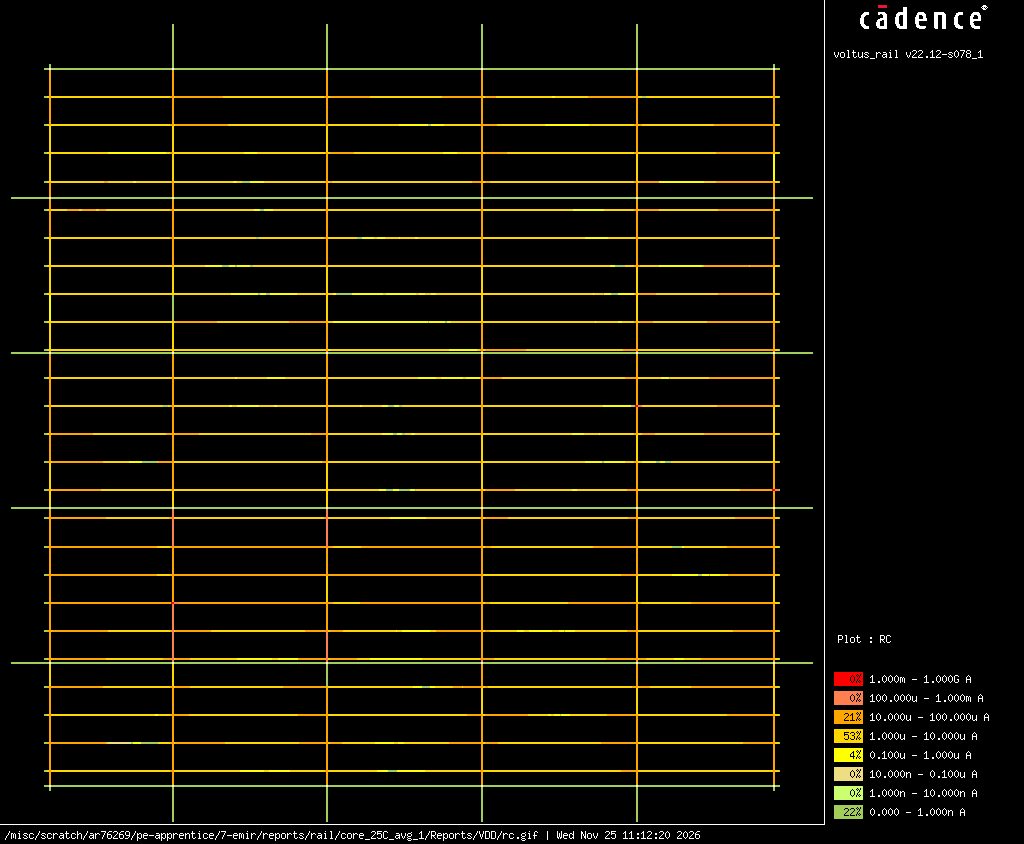 cādence®
voltus_rail v22.12-s078_1
Plot : RC
0% 1.000m - 1.000G A
0% 100.000u - 1.000m A
21% 10.000u - 100.000u A
53% 1.000u - 10.000u A
4% 0.100u - 1.000u A
0% 10.000n - 0.100u A
0% 1.000n - 10.000n A
22% 0.000 - 1.000n A
/misc/scratch/ar76269/pe-apprentice/7-emir/reports/rail/core_25C_avg_1/Reports/VDD/rc.gif | Wed Nov 25 11:12:20 2026